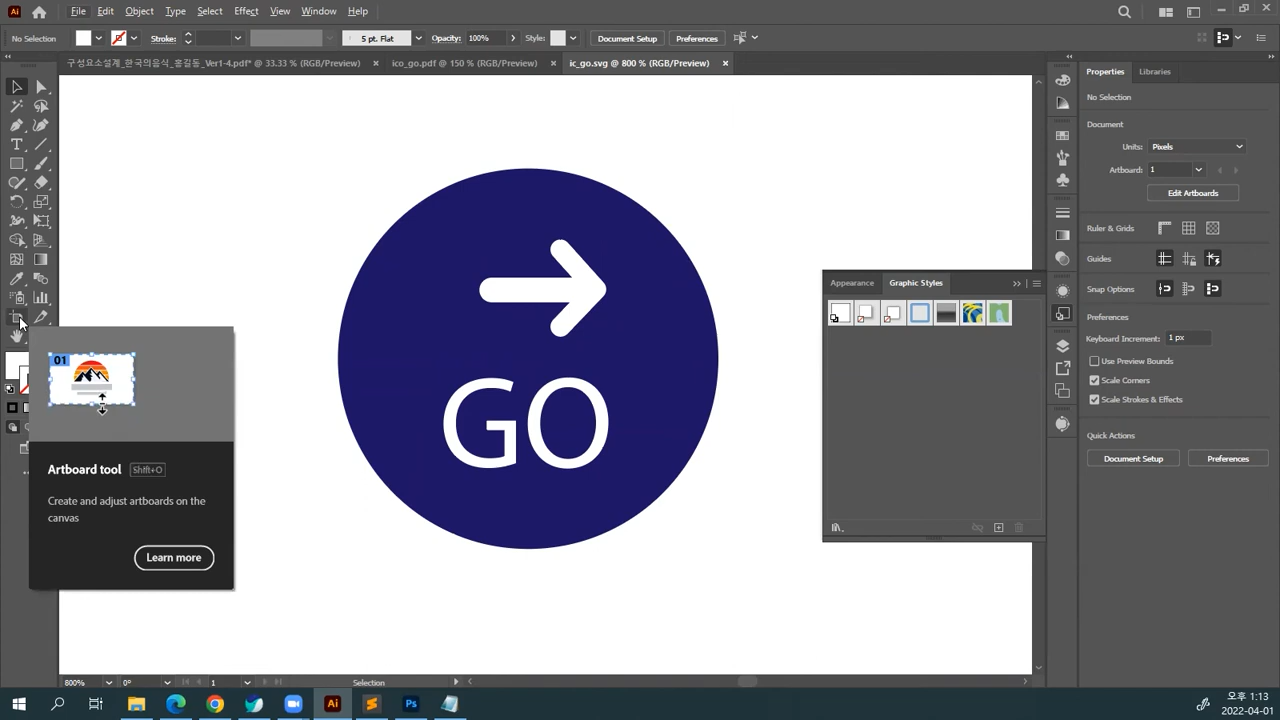 Ai File Edit Object Type Select Effect View Window Help
No Selection Stroke: 5 pt. Flat Opacity: 100% Style: Document Setup Preferences
구성요소설계_한국의음식_홍길동_Ver1-4.pdf* @ 33.33 % (RGB/Preview) × ico_go.pdf @ 150 % (RGB/Preview) × ic_go.svg @ 800 % (RGB/Preview) ×
Properties Libraries
No Selection
Document
Units: Pixels
Artboard: 1
Edit Artboards
Ruler & Grids
Guides
Snap Options
Preferences
Keyboard Increment: 1 px
Use Preview Bounds
Scale Corners
Scale Strokes & Effects
Quick Actions
Document Setup Preferences
Appearance Graphic Styles
GO
01
Artboard tool Shift+O
Create and adjust artboards on the
canvas
Learn more
800% 0° 1 Selection
Ai Ps
오후 1:13
2022-04-01